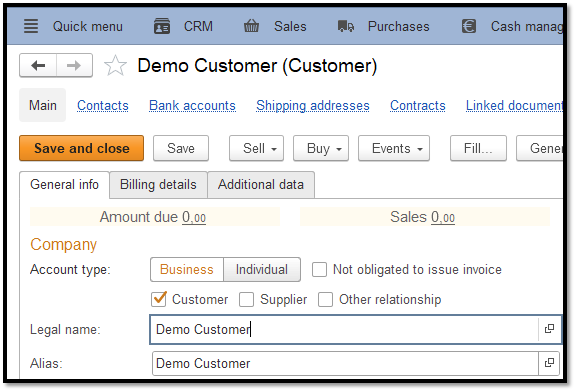 Quick menu CRM Sales Purchases Cash manag
Demo Customer (Customer)
Main Contacts Bank accounts Shipping addresses Contracts Linked document
Save and close Save Sell Buy Events Fill... Gene
General info Billing details Additional data
Amount due 0,00 Sales 0,00
Company
Account type: Business Individual Not obligated to issue invoice
Customer Supplier Other relationship
Legal name: Demo Customer
Alias: Demo Customer